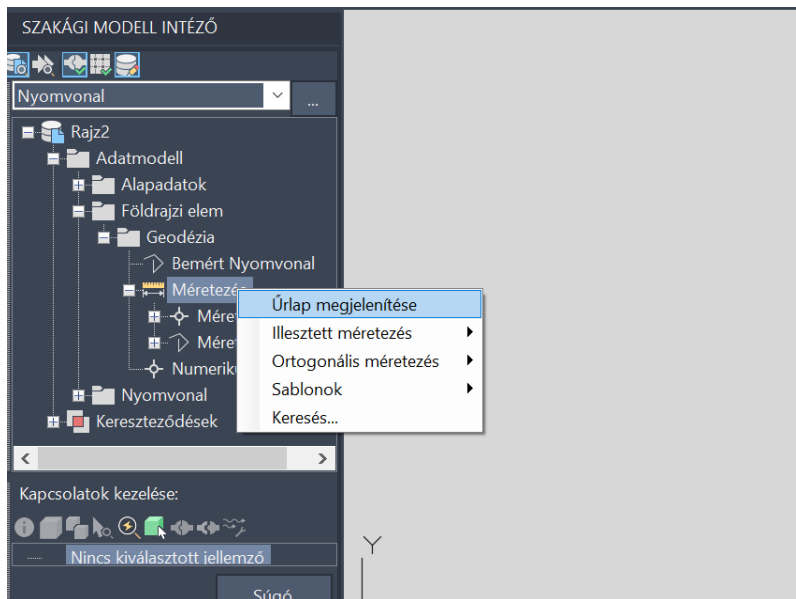 SZAKÁGI MODELL INTÉZŐ
Nyomvonal
...
Rajz2
Adatmodell
Alapadatok
Földrajzi elem
Geodézia
Bemért Nyomvonal
Méretezés
Űrlap megjelenítése
Illesztett méretezés
Ortogonális méretezés
Sablonok
Keresés...
Nyomvonal
Kereszteződések
Kapcsolatok kezelése:
Nincs kiválasztott jellemző
Súgó
Y